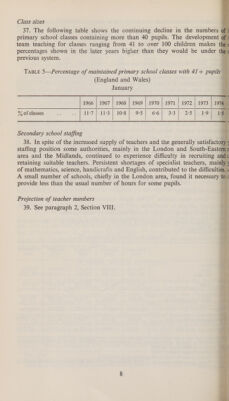 Class sizes
37. The following table shows the continuing decline in the numbers of
primary school classes containing more than 40 pupils. The development of
team teaching for classes ranging from 41 to over 100 children makes the
percentages shown in the later years higher than they would be under the
previous system.
TABLE 5—Percentage of maintained primary school classes with 41+ pupils
(England and Wales)
January
1966 1967 1968 1969 1970 1971 1972 1973 1974
% of classes ... ... 11·7 11·3 10·8 9·5 6·6 3·3 2·5 1·9
Secondary school staffing
38. In spite of the increased supply of teachers and the generally satisfactory
staffing position some authorities, mainly in the London and South-Eastern
area and the Midlands, continued to experience difficulty in recruiting and
retaining suitable teachers. Persistent shortages of specialist teachers, mainly
of mathematics, science, handicrafts and English, contributed to the difficulties.
A small number of schools, chiefly in the London area, found it necessary to
provide less than the usual number of hours for some pupils.
Projection of teacher numbers
39. See paragraph 2, Section VIII.
8